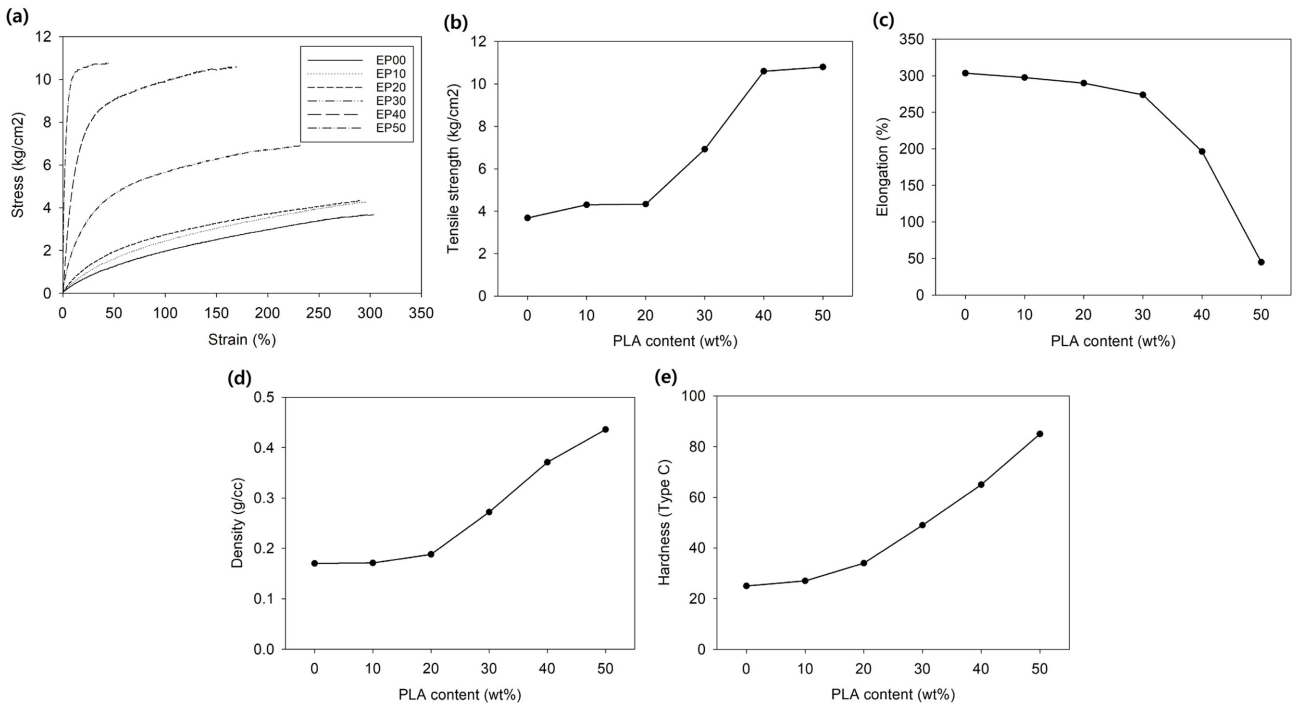 (a)
12
10
8
6
4
2
0
Stress (kg/cm2)
EP00
EP10
EP20
EP30
EP40
EP50
0 50 100 150 200 250 300 350
Strain (%)
(b)
12
10
8
6
4
2
0
Tensile strength (kg/cm2)
0 10 20 30 40 50
PLA content (wt%)
(c)
350
300
250
200
150
100
50
0
Elongation (%)
0 10 20 30 40 50
PLA content (wt%)
(d)
0.5
0.4
0.3
0.2
0.1
0.0
Density (g/cc)
0 10 20 30 40 50
PLA content (wt%)
(e)
100
80
60
40
20
0
Hardness (Type C)
0 10 20 30 40 50
PLA content (wt%)